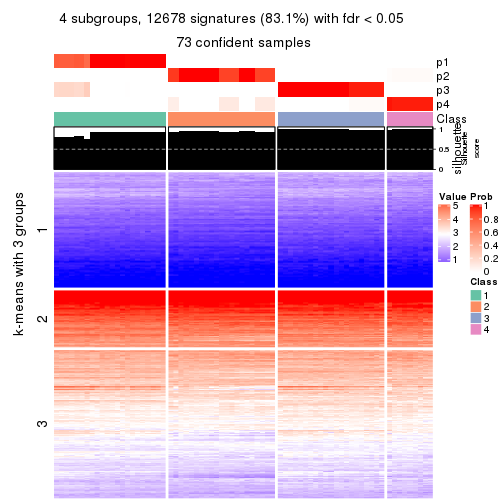 4 subgroups, 12678 signatures (83.1%) with fdr < 0.05
73 confident samples
p1
p2
p3
p4
Class
silhouette
Silhouette
score
1
0.5
0
k-means with 3 groups
1
2
3
Value
5
4
3
2
1
Prob
1
0.8
0.6
0.4
0.2
0
Class
1
2
3
4